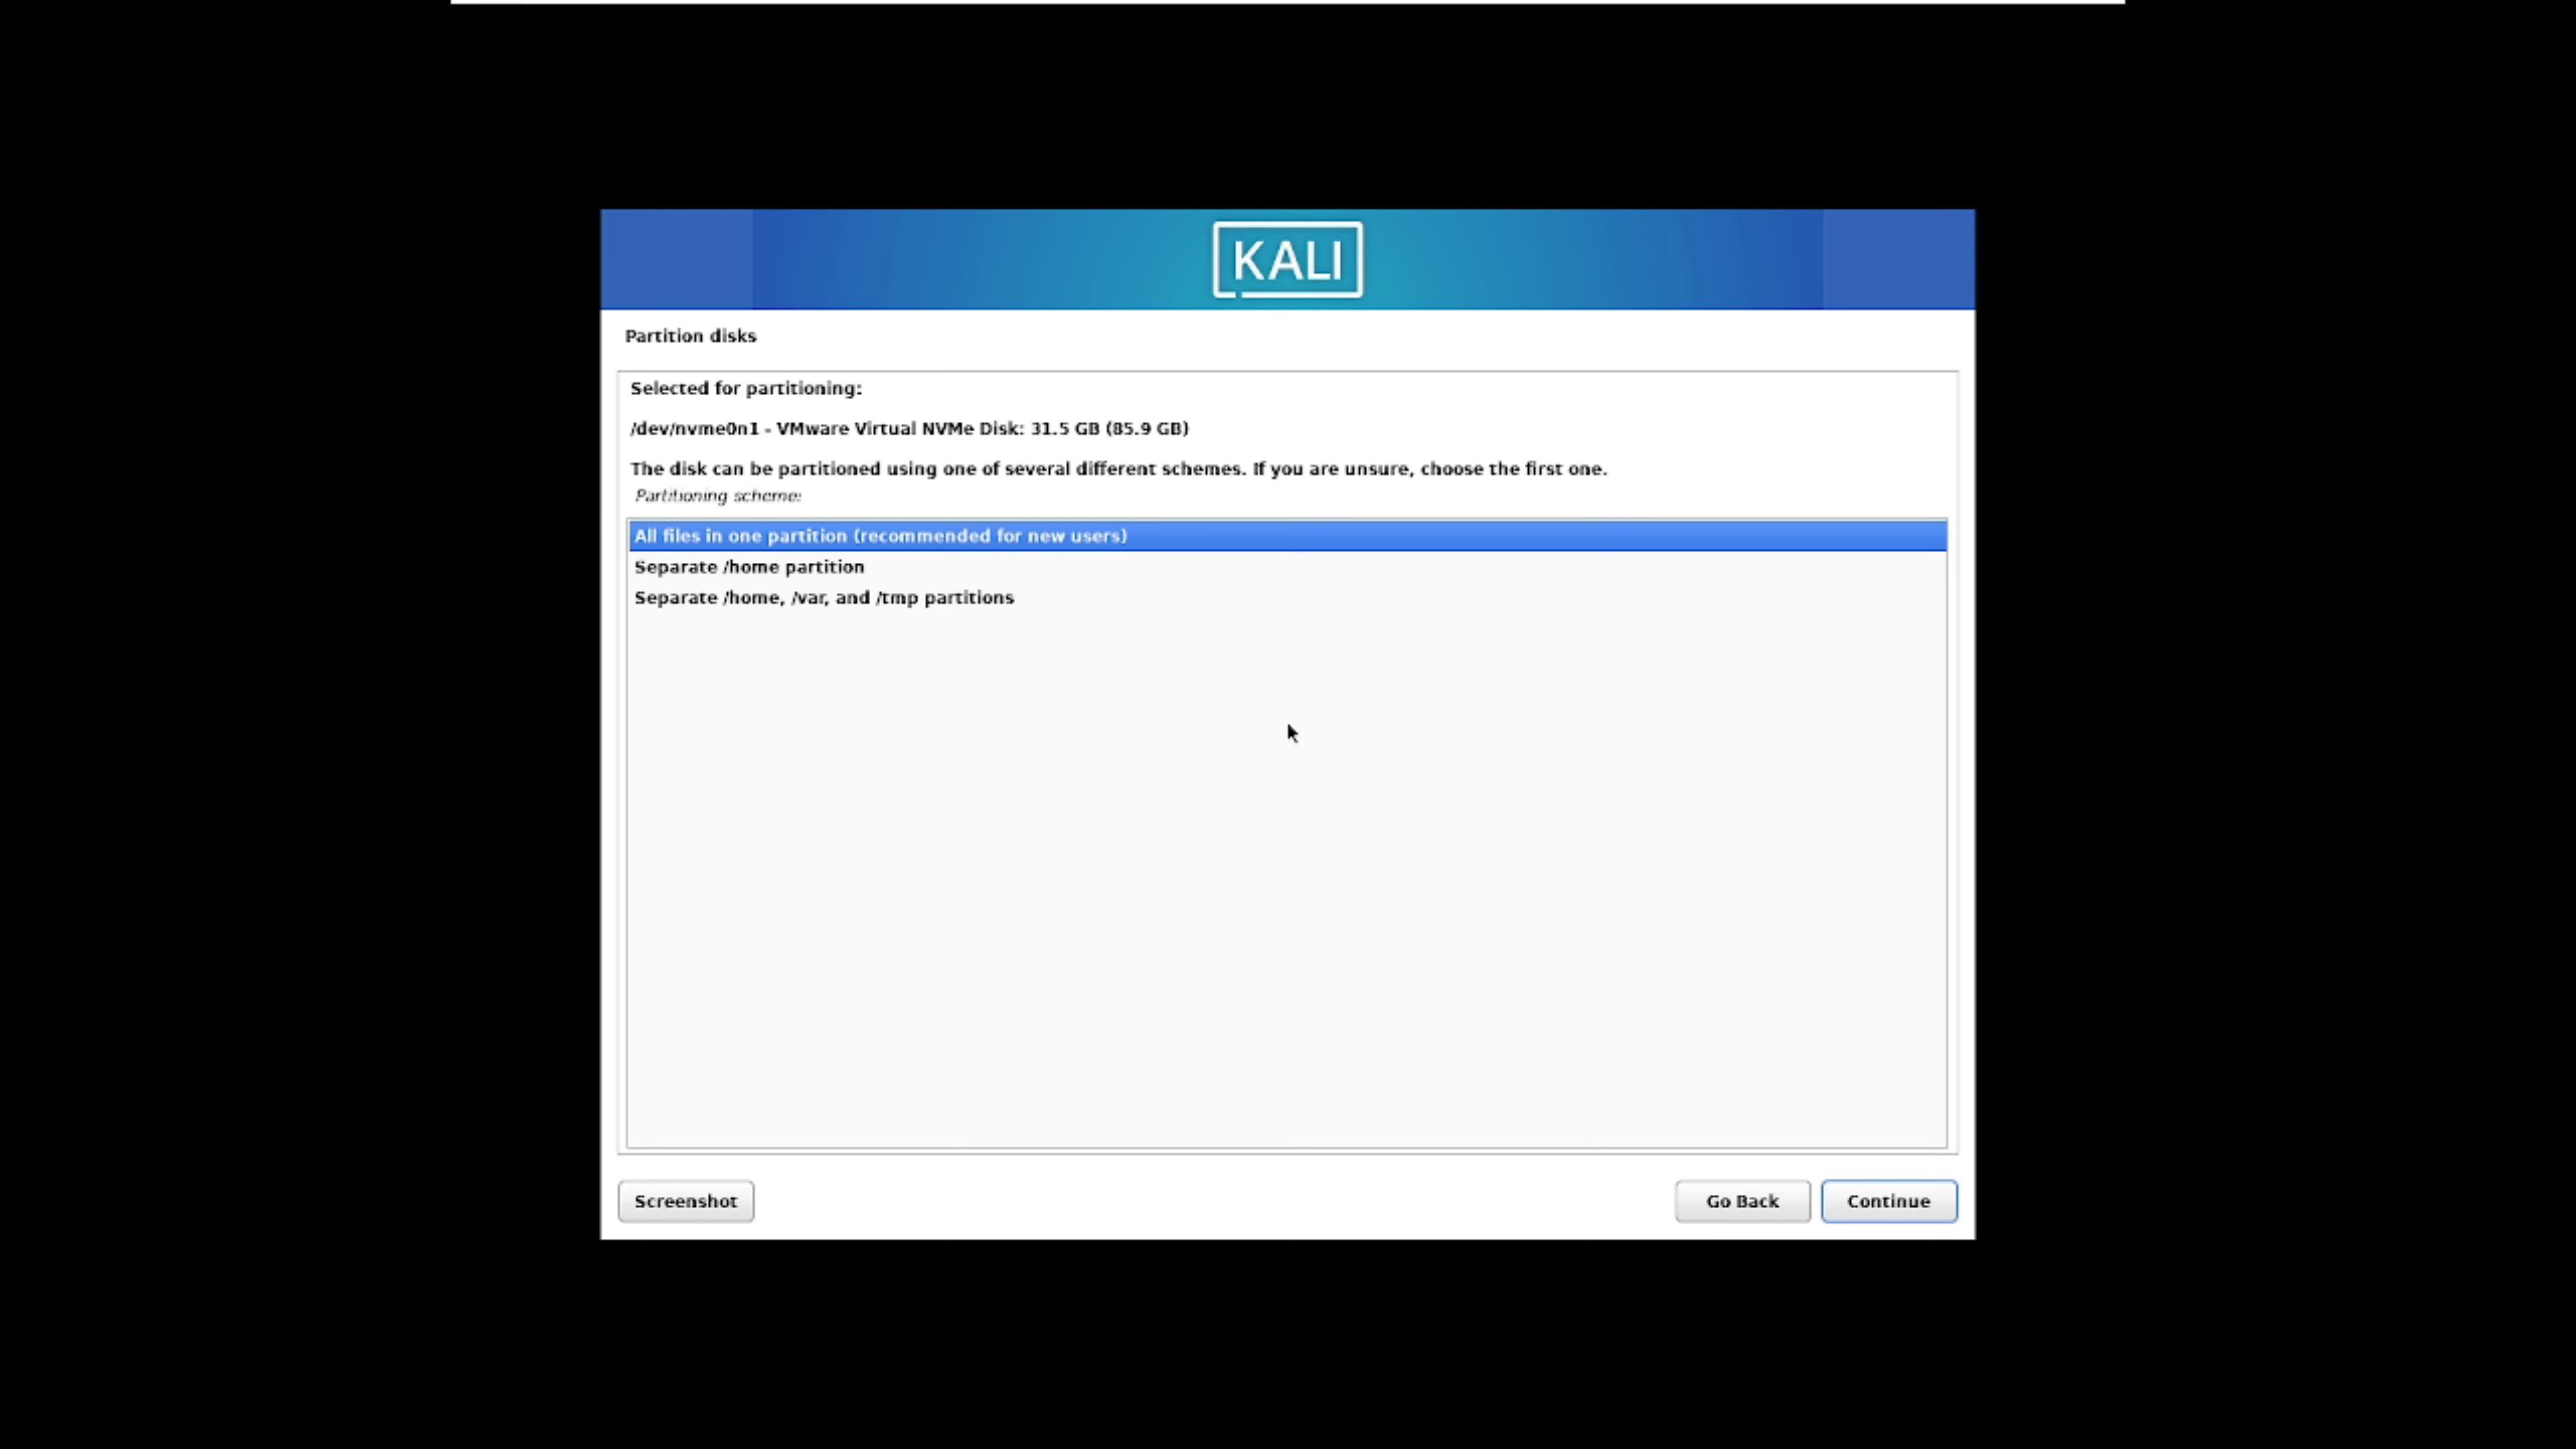 KALI
Partition disks
Selected for partitioning:
/dev/nvme0n1 - VMware Virtual NVMe Disk: 31.5 GB (85.9 GB)
The disk can be partitioned using one of several different schemes. If you are unsure, choose the first one.
Partitioning scheme:
All files in one partition (recommended for new users)
Separate /home partition
Separate /home, /var, and /tmp partitions
Screenshot
Go Back
Continue